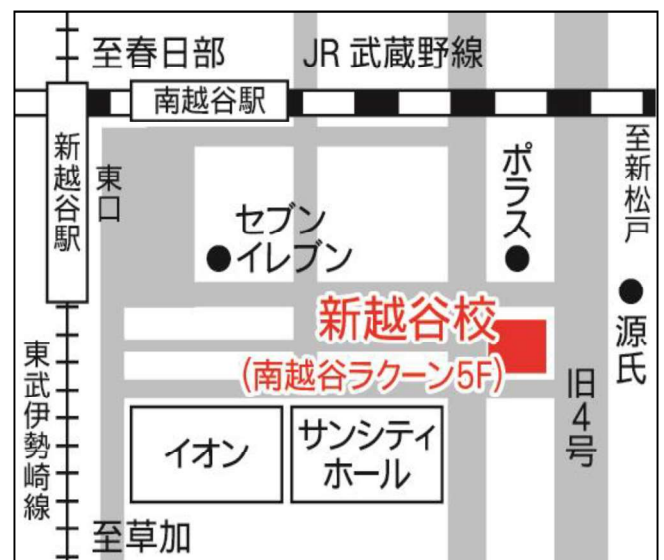 至春日部
JR 武蔵野線
南越谷駅
新越谷駅
東口
至新松戸
ポラス
セブン
イレブン
新越谷校
(南越谷ラクーン5F)
源氏
旧4号
東武伊勢崎線
イオン
サンシティ
ホール
至草加